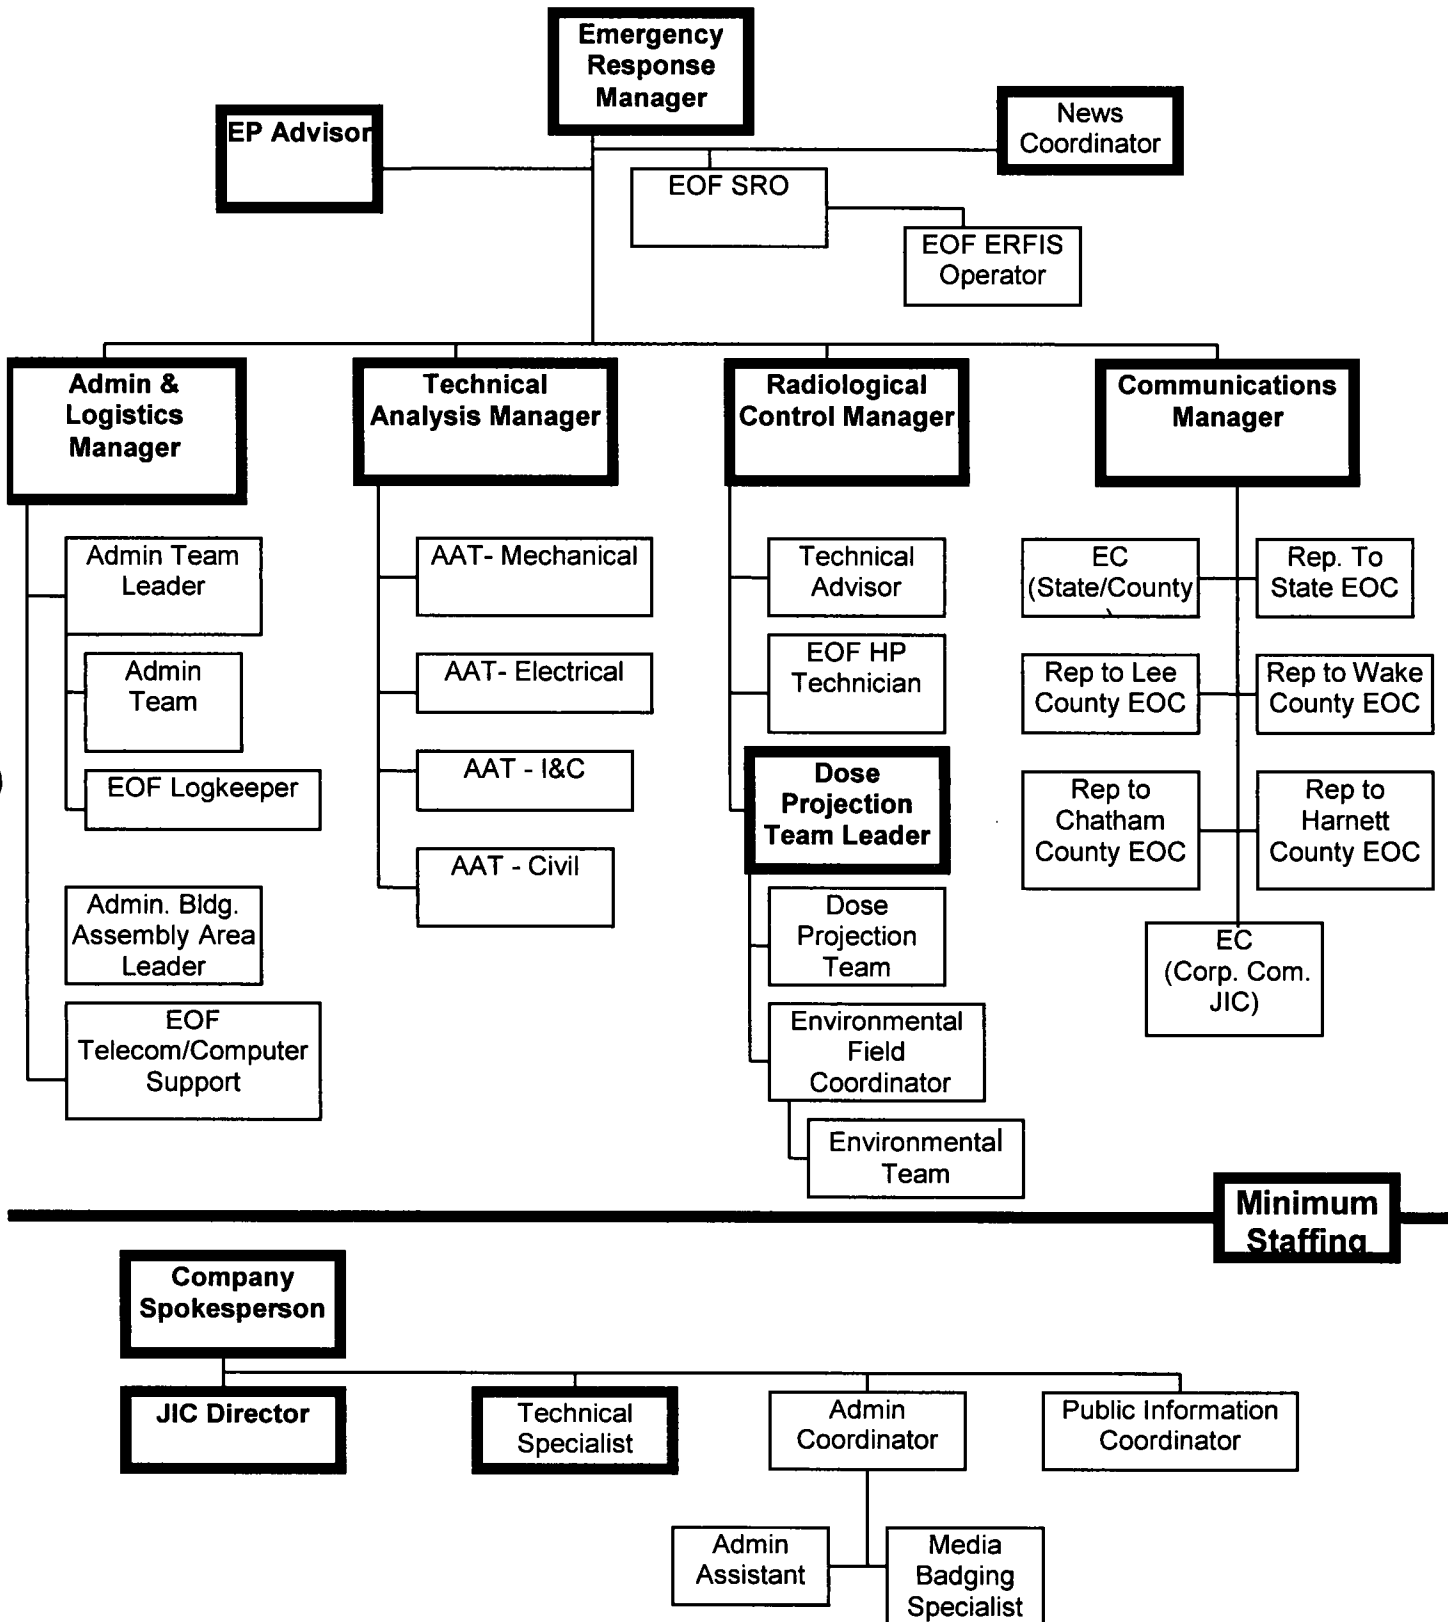 Emergency
Response
Manager
EP Advisor
News
Coordinator
EOF SRO
EOF ERFIS
Operator
Admin &
Logistics
Manager
Technical
Analysis Manager
Radiological
Control Manager
Communications
Manager
Admin Team
Leader
Admin
Team
EOF Logkeeper
Admin. Bldg.
Assembly Area
Leader
EOF
Telecom/Computer
Support
AAT- Mechanical
AAT- Electrical
AAT - I&C
AAT - Civil
Technical
Advisor
EOF HP
Technician
Dose
Projection
Team Leader
Dose
Projection
Team
Environmental
Field
Coordinator
Environmental
Team
EC
(State/County
)
Rep. To
State EOC
Rep to Lee
County EOC
Rep to Wake
County EOC
Rep to
Chatham
County EOC
Rep to
Harnett
County EOC
EC
(Corp. Com.
JIC)
Minimum
Staffing
Company
Spokesperson
JIC Director
Technical
Specialist
Admin
Coordinator
Public Information
Coordinator
Admin
Assistant
Media
Badging
Specialist